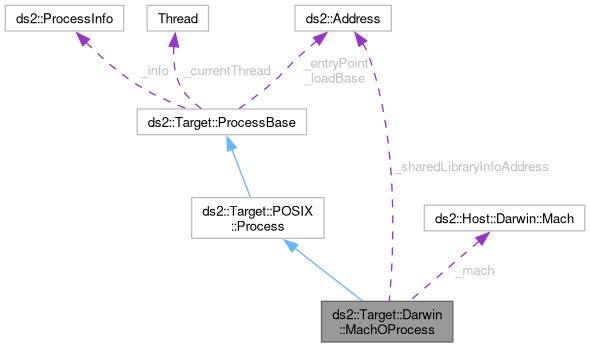 ds2::ProcessInfo
Thread
ds2::Address
_info
_currentThread
_entryPoint
_loadBase
ds2::Target::ProcessBase
_sharedLibraryInfoAddress
ds2::Target::POSIX
::Process
ds2::Host::Darwin::Mach
_mach
ds2::Target::Darwin
::MachOProcess